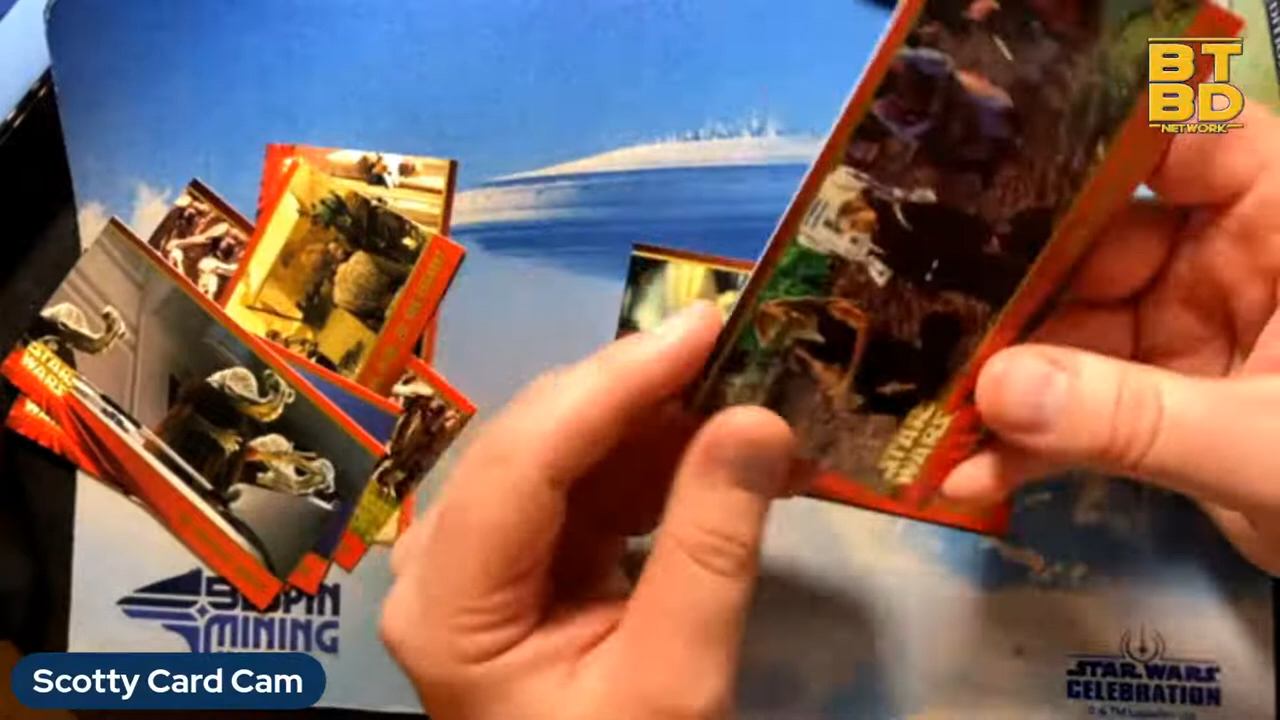 BT
BD
NETWORK
STAR
WARS
STAR
WARS
BESPIN
MINING
STAR WARS
CELEBRATION
Scotty Card Cam